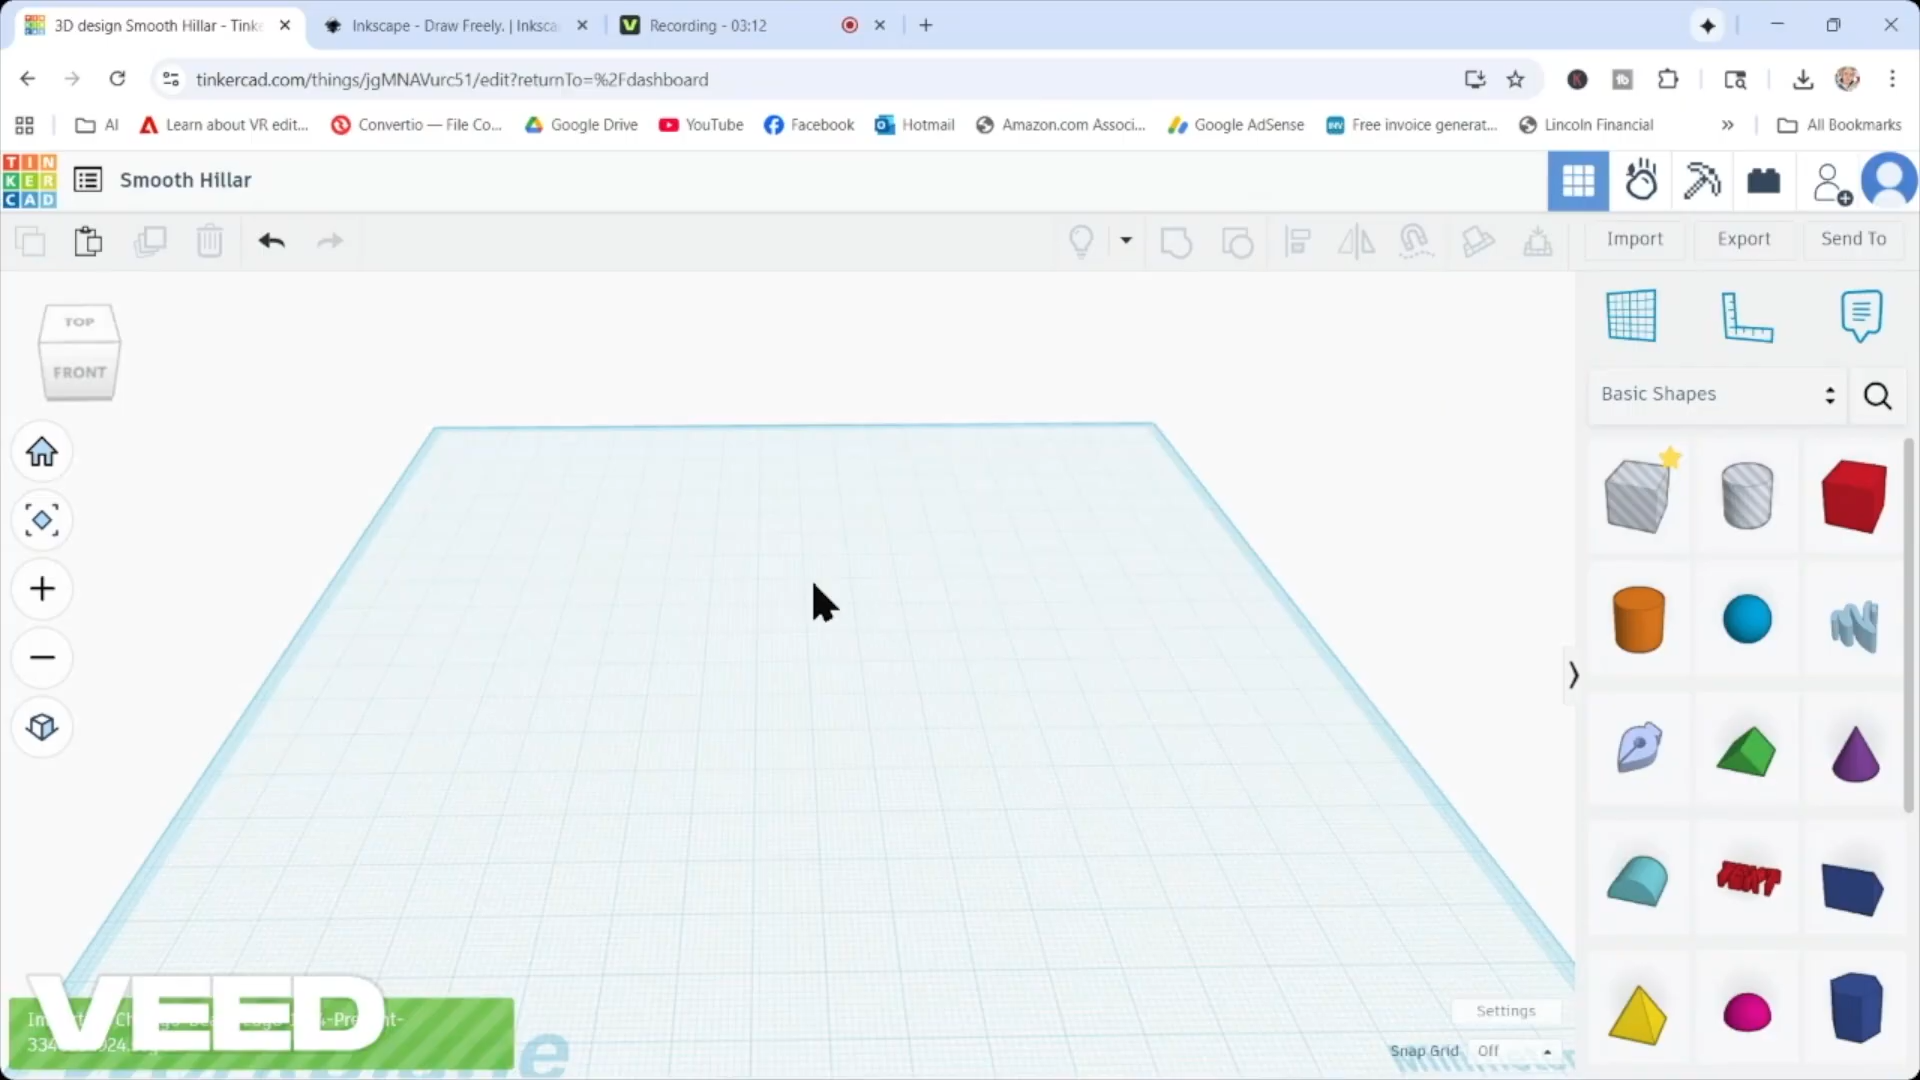 3D design Smooth Hillar - Tinke
Inkscape - Draw Freely. | Inksca
Recording - 03:12
tinkercad.com/things/jgMNAVurc51/edit?returnTo=%2Fdashboard
AI
Learn about VR edit...
Convertio — File Co...
Google Drive
YouTube
Facebook
Hotmail
Amazon.com Associ...
Google AdSense
Free invoice generat...
Lincoln Financial
All Bookmarks
TIN
KER
CAD
Smooth Hillar
Import
Export
Send To
TOP
FRONT
Basic Shapes
TEXT
VEED
Settings
Snap Grid
Off